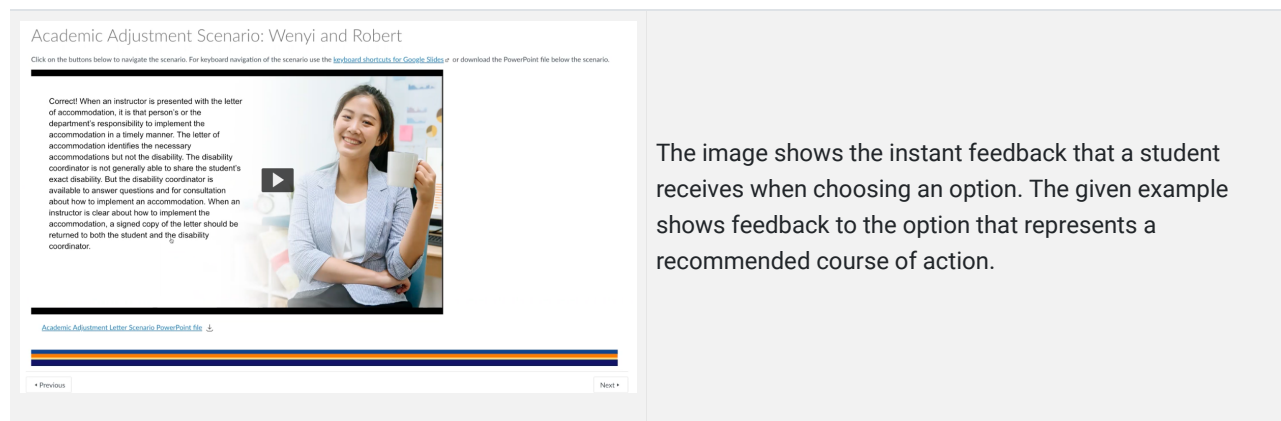 Academic Adjustment Scenario: Wenyi and Robert
Click on the buttons below to navigate the scenario. For keyboard navigation of the scenario use the keyboard shortcuts for Google Slides or download the PowerPoint file below the scenario.
Correct! When an instructor is presented with the letter
of accommodation, it is that person's or the
department's responsibility to implement the
accommodation in a timely manner. The letter of
accommodation identifies the necessary
accommodations but not the disability. The disability
coordinator is not generally able to share the student's
exact disability. But the disability coordinator is
available to answer questions and for consultation
about how to implement an accommodation. When an
instructor is clear about how to implement the
accommodation, a signed copy of the letter should be
returned to both the student and the disability
coordinator.
Academic Adjustment Letter Scenario PowerPoint file
Previous
Next
The image shows the instant feedback that a student
receives when choosing an option. The given example
shows feedback to the option that represents a
recommended course of action.